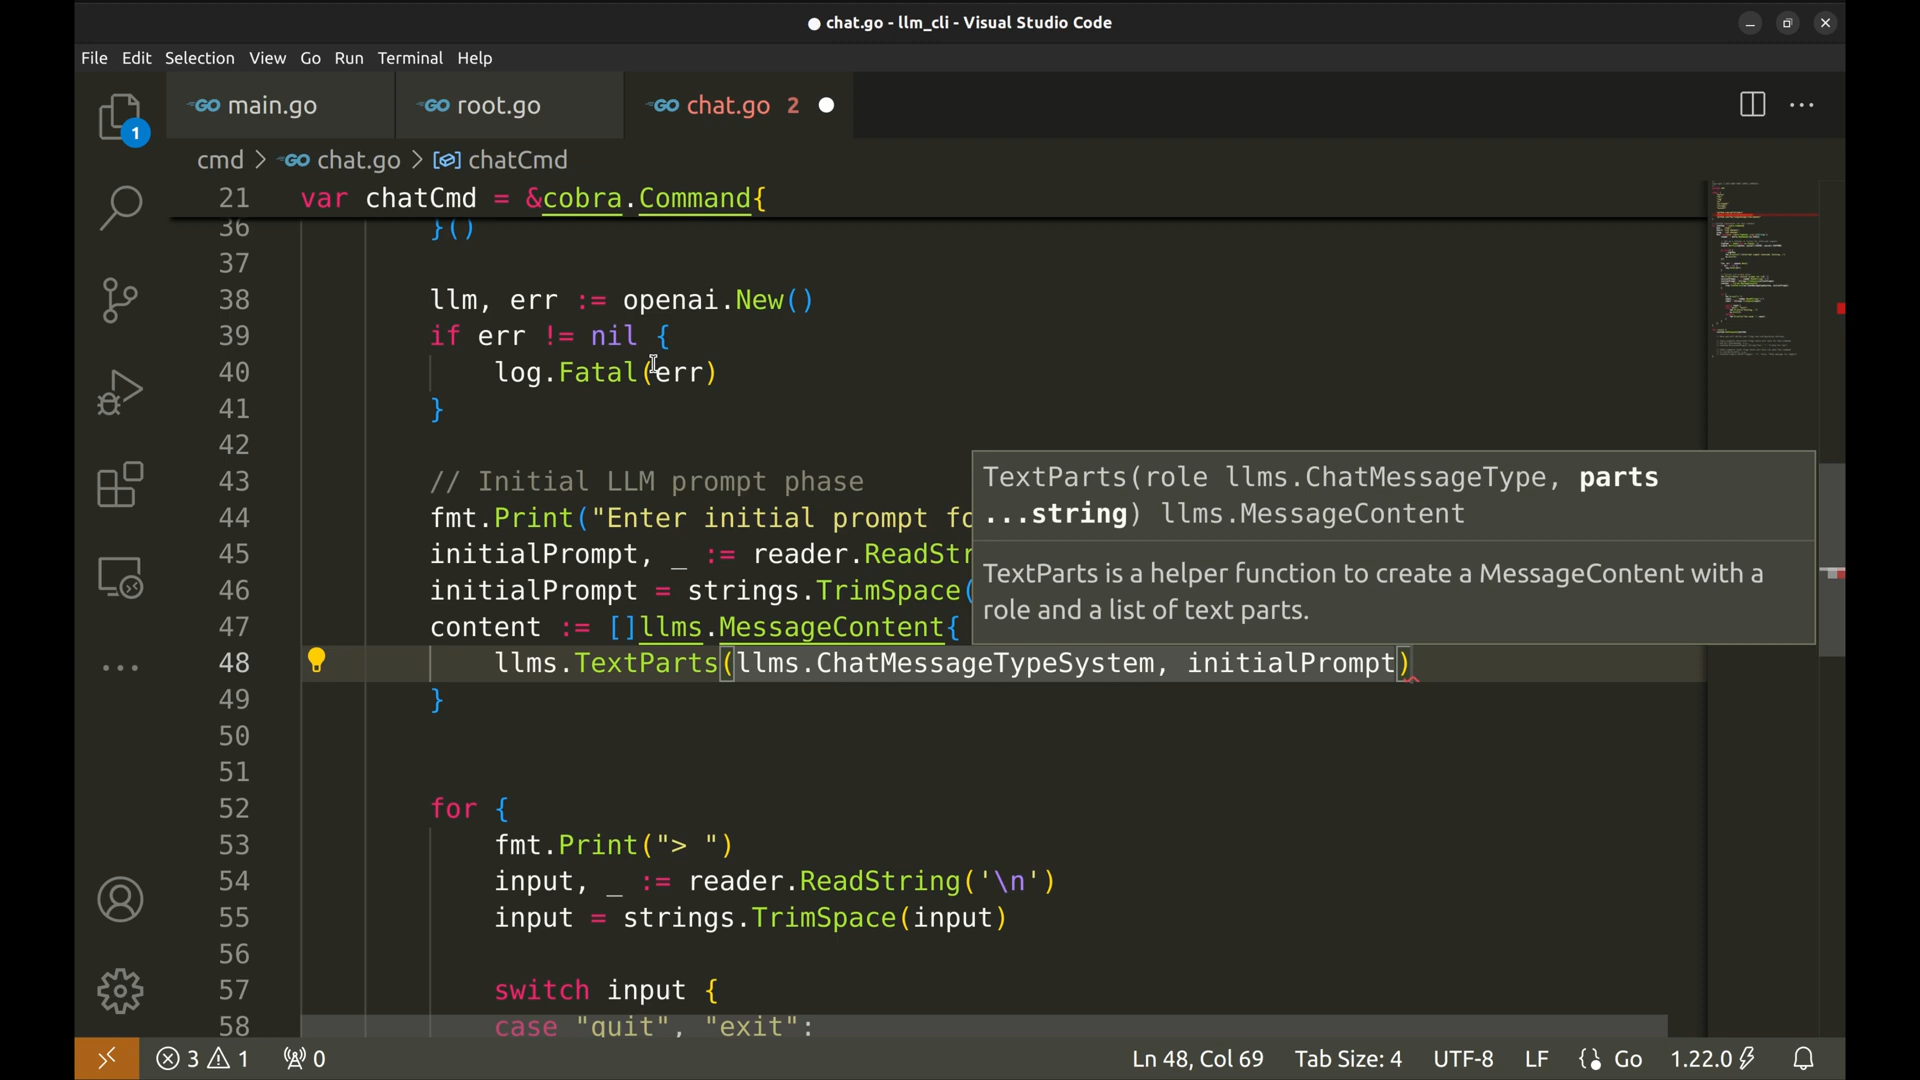 chat.go - llm_cli - Visual Studio Code
File Edit Selection View Go Run Terminal Help
GO main.go GO root.go GO chat.go 2
1
cmd > GO chat.go > chatCmd
21 var chatCmd = &cobra.Command{
36 }()
37
38 llm, err := openai.New()
39 if err != nil {
40 log.Fatal(err)
41 }
42
43 // Initial LLM prompt phase
44 fmt.Print("Enter initial prompt fo
45 initialPrompt, _ := reader.ReadStr
46 initialPrompt = strings.TrimSpace(
47 content := []llms.MessageContent{
48 llms.TextParts(llms.ChatMessageTypeSystem, initialPrompt)
49 }
50
51
52 for {
53 fmt.Print("> ")
54 input, _ := reader.ReadString('\n')
55 input = strings.TrimSpace(input)
56
57 switch input {
58 case "quit", "exit":
TextParts(role llms.ChatMessageType, parts
...string) llms.MessageContent
TextParts is a helper function to create a MessageContent with a
role and a list of text parts.
3 1 0 Ln 48, Col 69 Tab Size: 4 UTF-8 LF Go 1.22.0